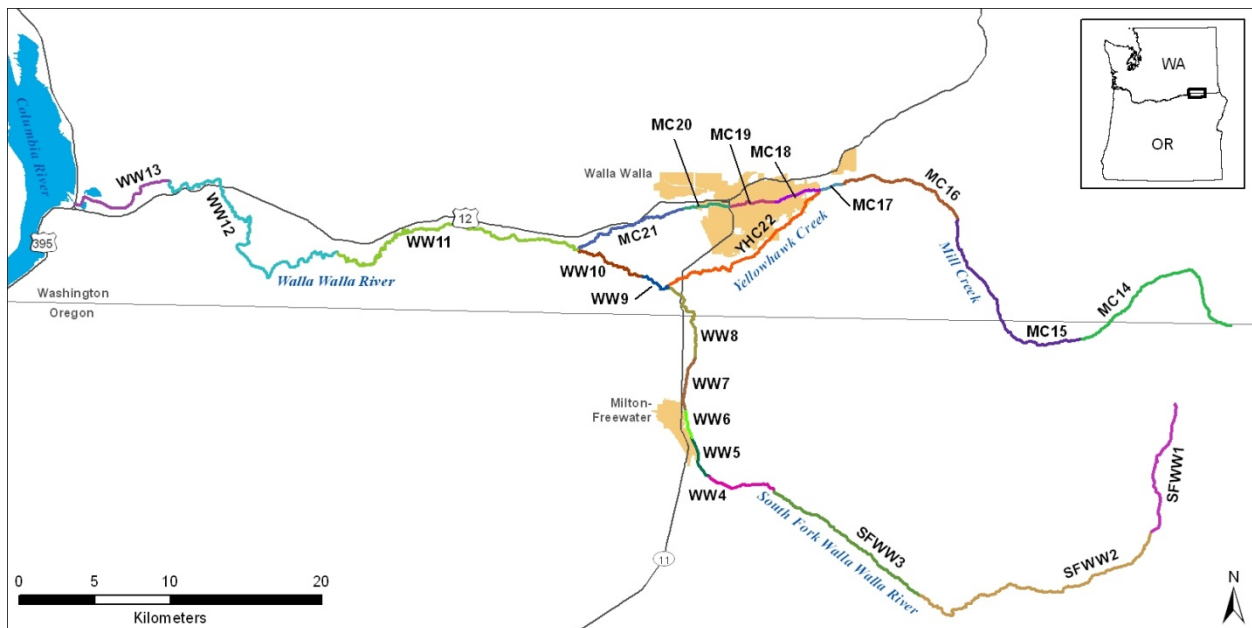 WA
OR
Columbia River
WW13
WW12
395
Washington
Oregon
Walla Walla River
WW11
12
MC21
WW10
WW9
Walla Walla
MC20
MC19
MC18
MC17
YHC22
Yellowhawk Creek
MC16
Mill Creek
MC15
MC14
WW8
WW7
Milton-
Freewater
WW6
WW5
WW4
SFWW3
South Fork Walla Walla River
SFWW2
SFWW1
11
0 5 10 20
Kilometers
N